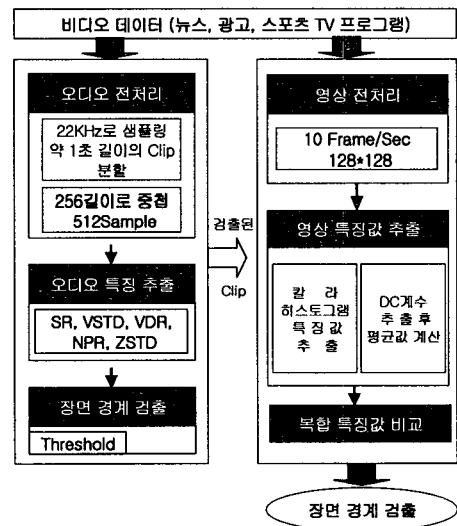 비디오 데이터 (뉴스, 광고, 스포츠 TV 프로그램)
오디오 전처리
22KHz로 샘플링
약 1초 길이의 Clip
분할
256길이로 중첩
512Sample
오디오 특징 추출
SR, VSTD, VDR,
NPR, ZSTD
장면 경계 검출
Threshold
검출된
Clip
영상 전처리
10 Frame/Sec
128*128
영상 특징값 추출
칼 라
히스토그램
특 징 값
추 출
DC계수
추 출 후
평균값 계산
복합 특징값 비교
장면 경계 검출